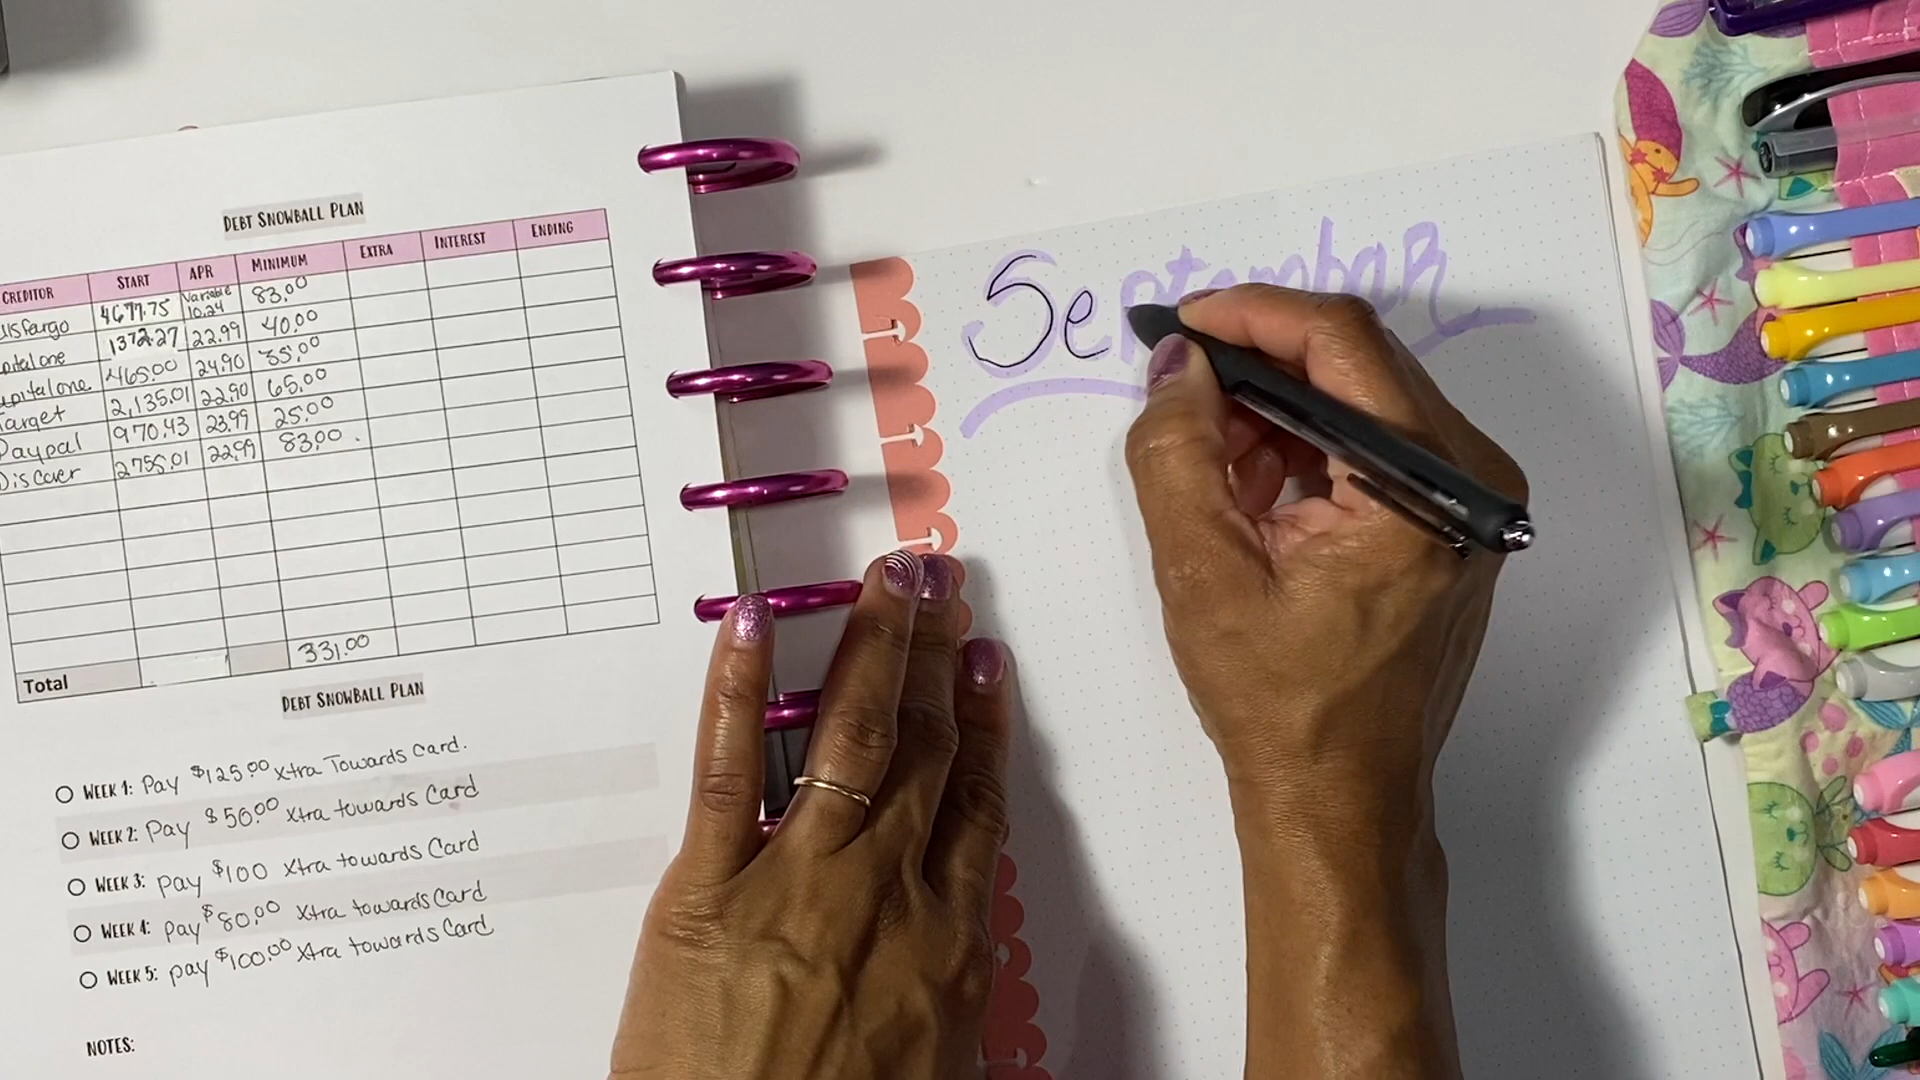 DEBT SNOWBALL PLAN
CREDITOR START APR MINIMUM EXTRA INTEREST ENDING
llsfargo 4677.75 Variable 10.24 83.00
pital one 1372.27 22.99 40.00
apital one 465.00 24.90 35.00
Target 2,135.01 22.90 65.00
Paypal 970.43 23.99 25.00
Discover 2755.01 22.99 83.00
Total 331.00
DEBT SNOWBALL PLAN
WEEK 1: Pay $125.00 Xtra Towards Card.
WEEK 2: Pay $50.00 Xtra towards Card
WEEK 3: Pay $100 Xtra towards Card
WEEK 4: Pay $80.00 Xtra towards Card
WEEK 5: pay $100.00 Xtra towards Card
NOTES:
September